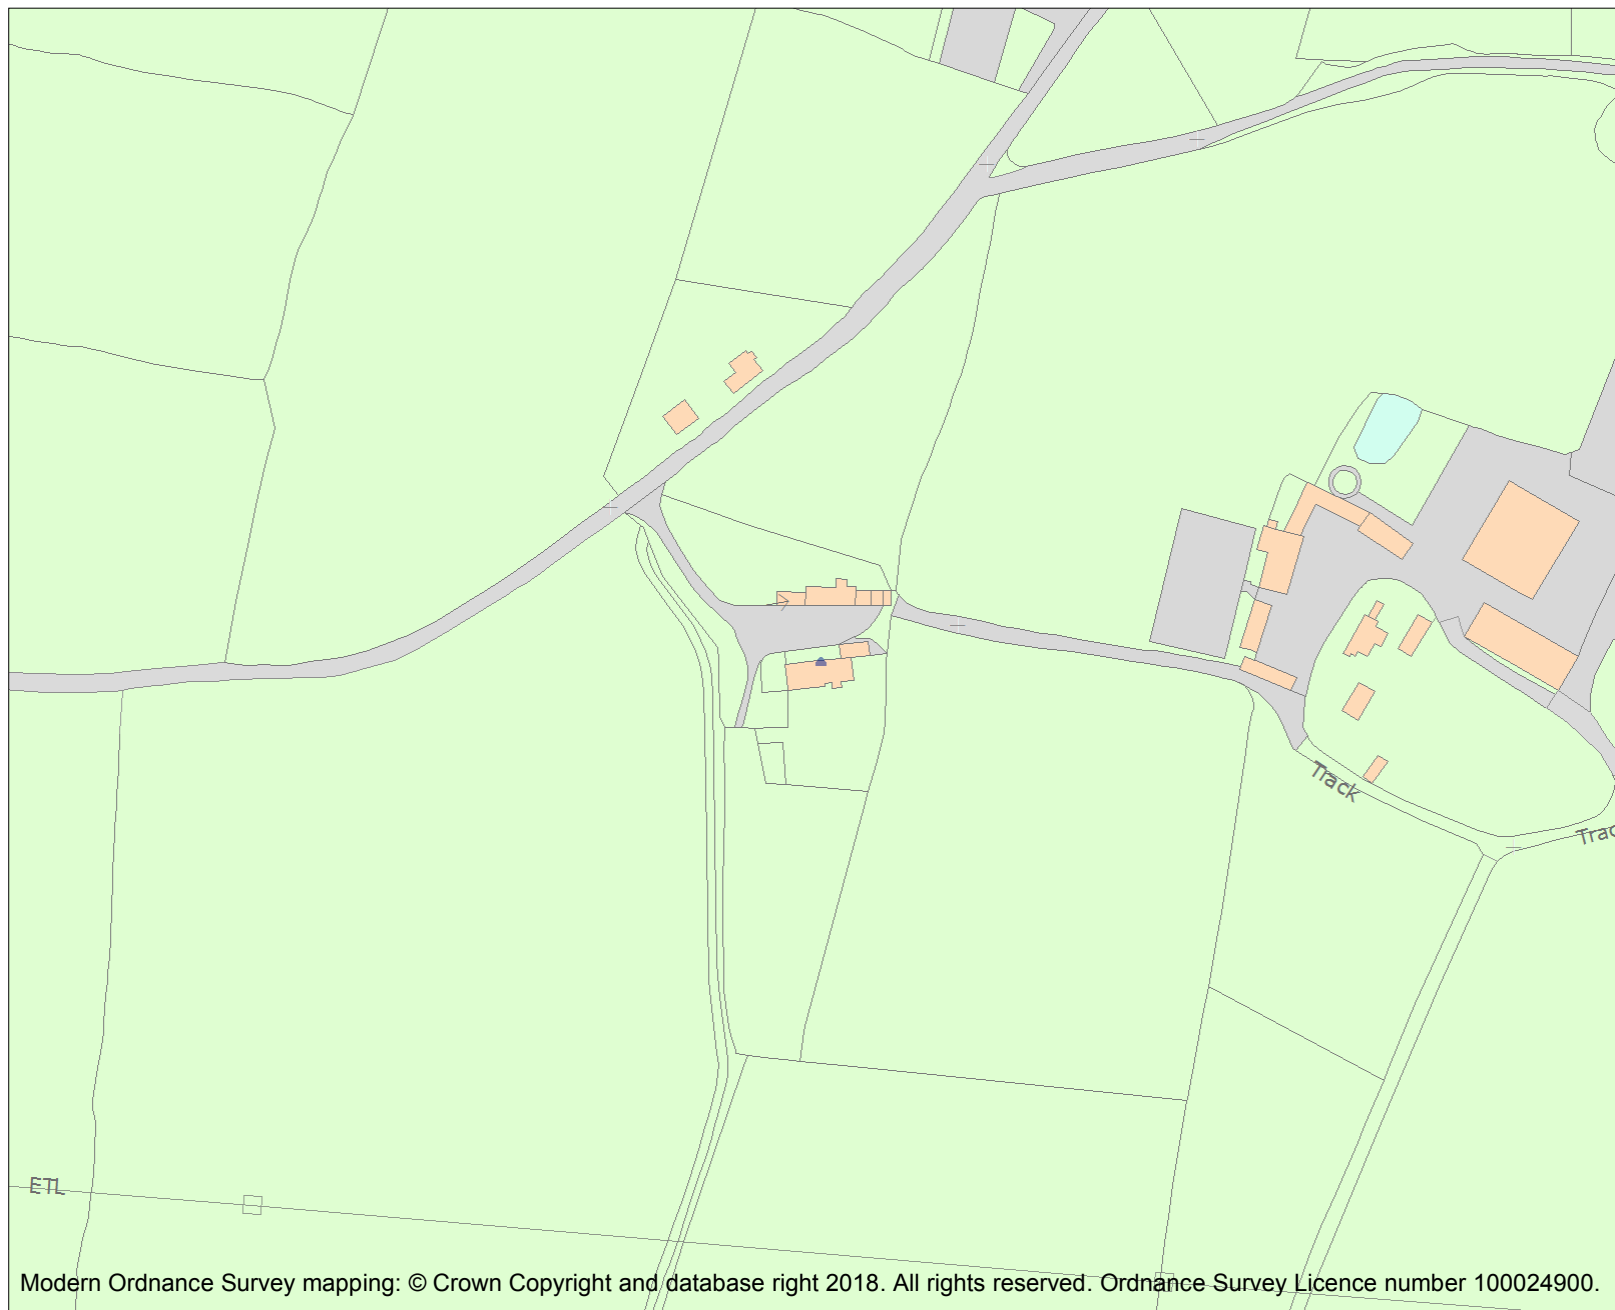 Track
Trac
ETL
Modern Ordnance Survey mapping: © Crown Copyright and database right 2018. All rights reserved. Ordnance Survey Licence number 100024900.